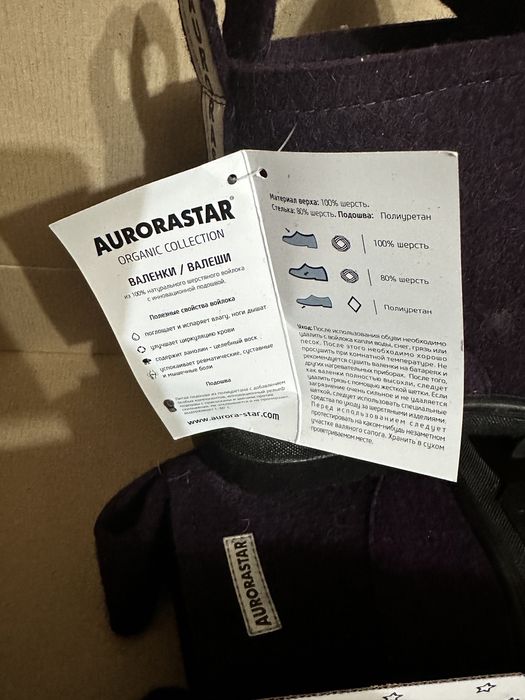 AURORASTAR®
ORGANIC COLLECTION
ВАЛЕНКИ / ВАЛЕШИ
из 100% натурального шерстяного войлока
с инновационной подошвой.
Полезные свойства войлока
поглощает и испаряет влагу, ноги дышат
улучшует циркуляцию крови
содержит ланолин - целебный воск
успокаивает ревматические, суставные
и мышечные боли
Подошва
Литая подошва из полиуретана с добавлением
www.aurora-star.com
Материал верха: 100% шерсть.
Стелька: 80% шерсть. Подошва: Полиуретан
100% шерсть
80% шерсть
Полиуретан
Уход: После использования обуви необходимо
удалить с войлока капли воды, снег, грязь или
песок. После этого необходимо хорошо
просушить при комнатной температуре. Не
рекомендуется сушить валенки на батареях и
других нагревательных приборах. После того,
как валенки полностью высохли, следует
удалить грязь с помощью жесткой щетки. Если
загрязнение очень сильное и не удаляется
щеткой, следует использовать специальные
средства по уходу за шерстяными изделиями.
Перед использованием следует
протестировать на каком-нибудь незаметном
участке валяного сапога. Хранить в сухом
проветриваемом месте.
AURORASTAR